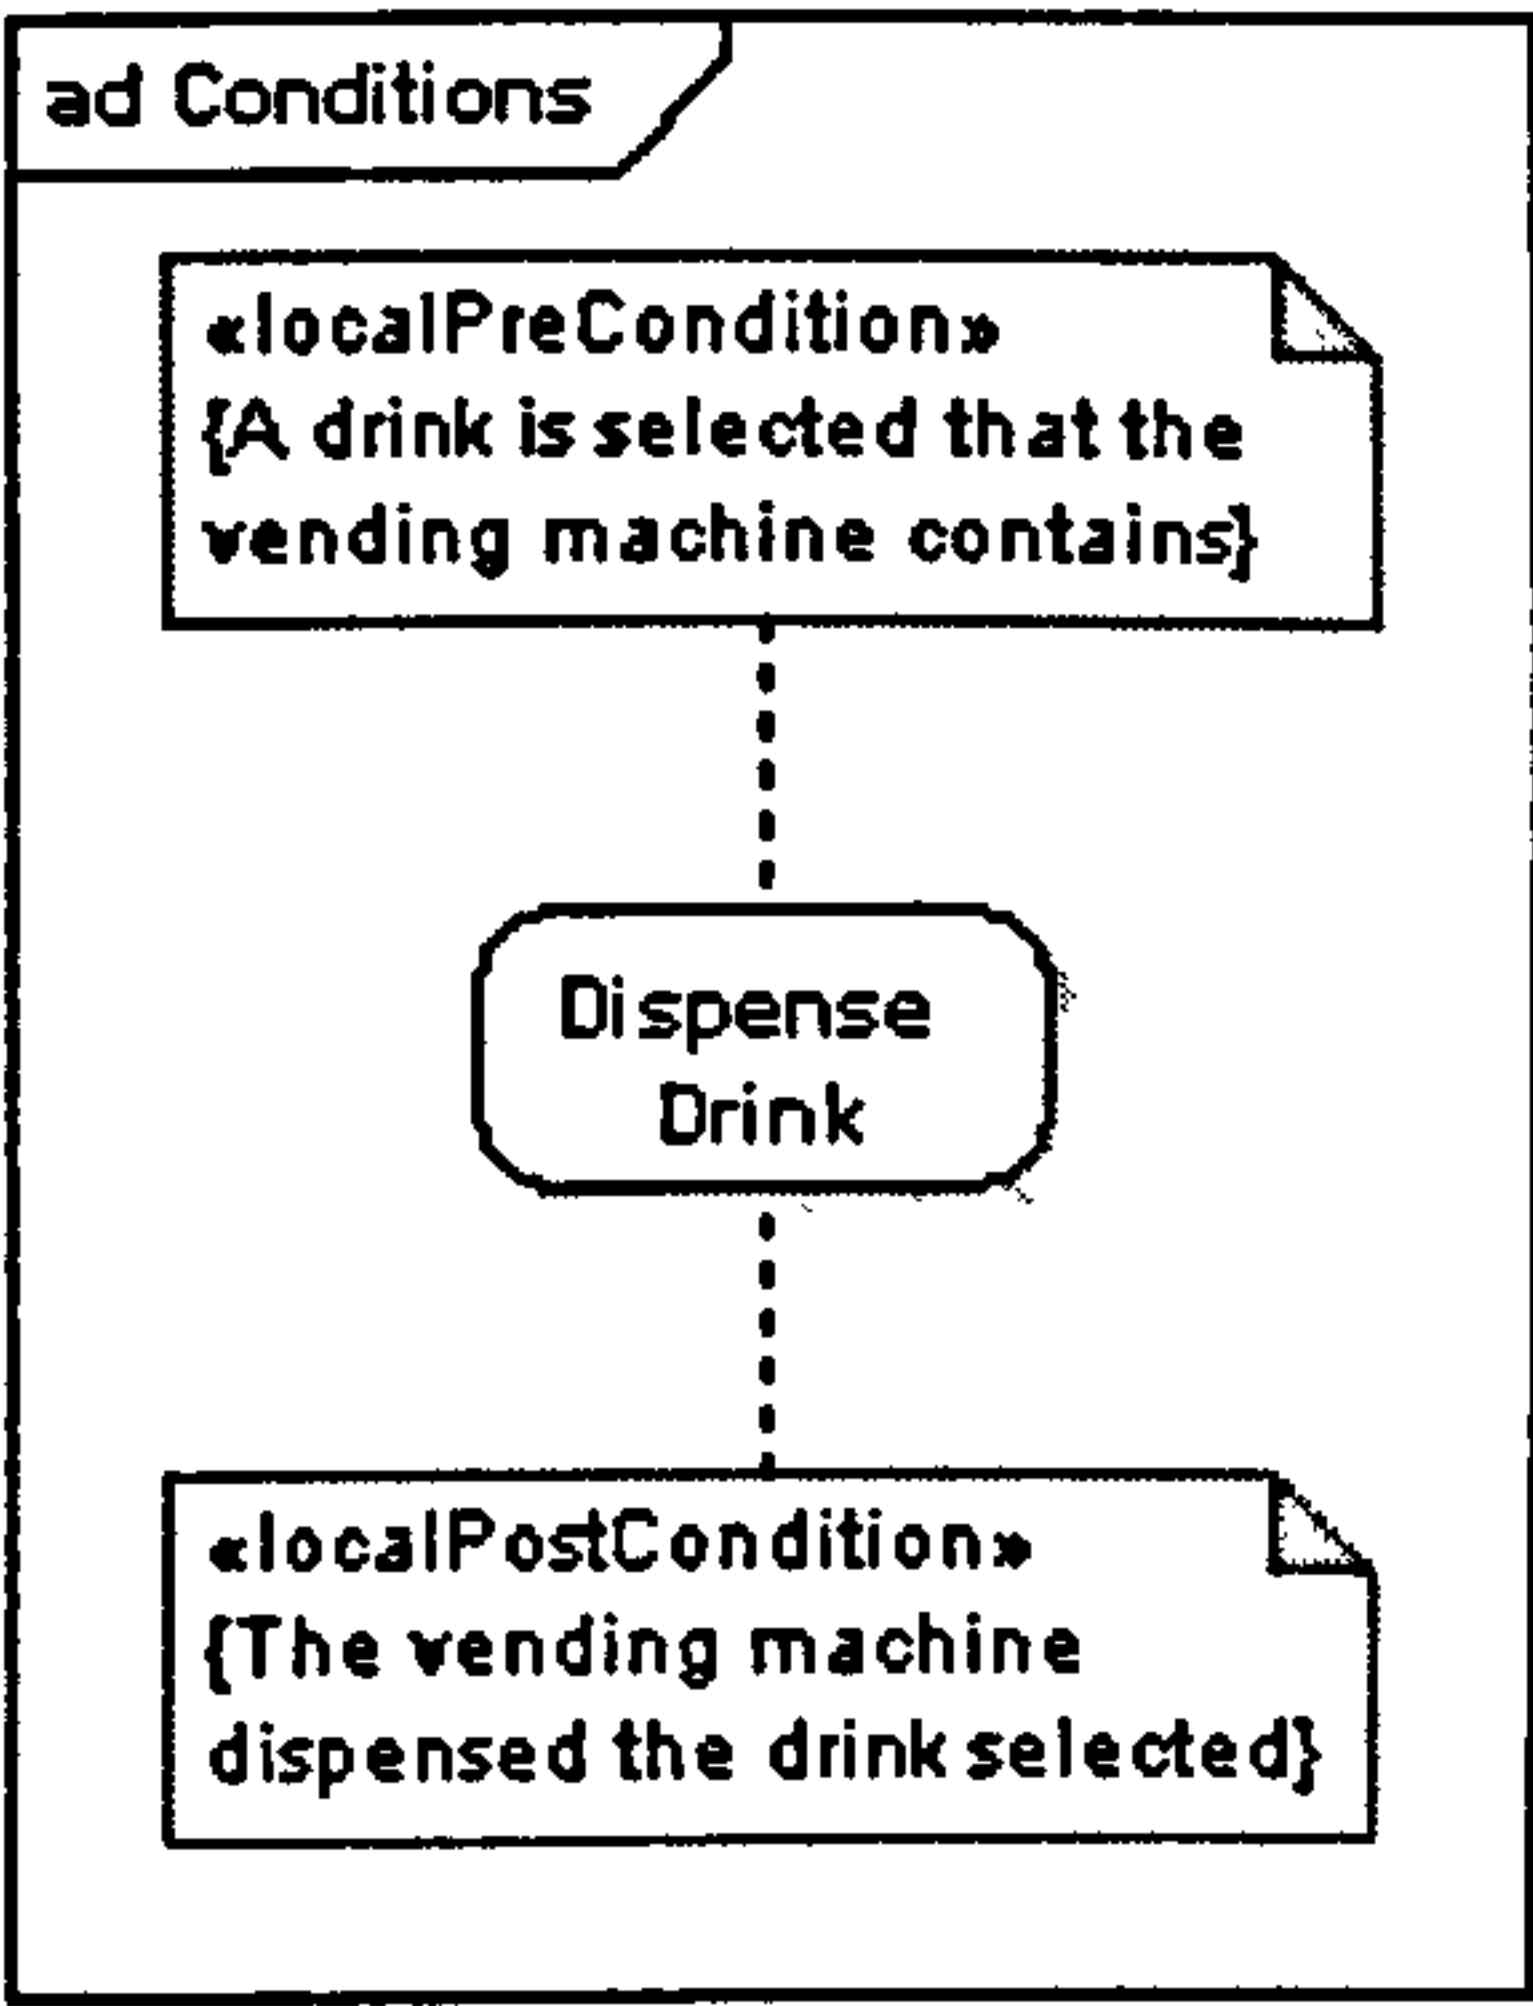 ad Conditions
«localPreCondition»
{A drink is selected that the
vending machine contains}
Dispense
Drink
«localPostCondition»
{The vending machine
dispensed the drink selected}